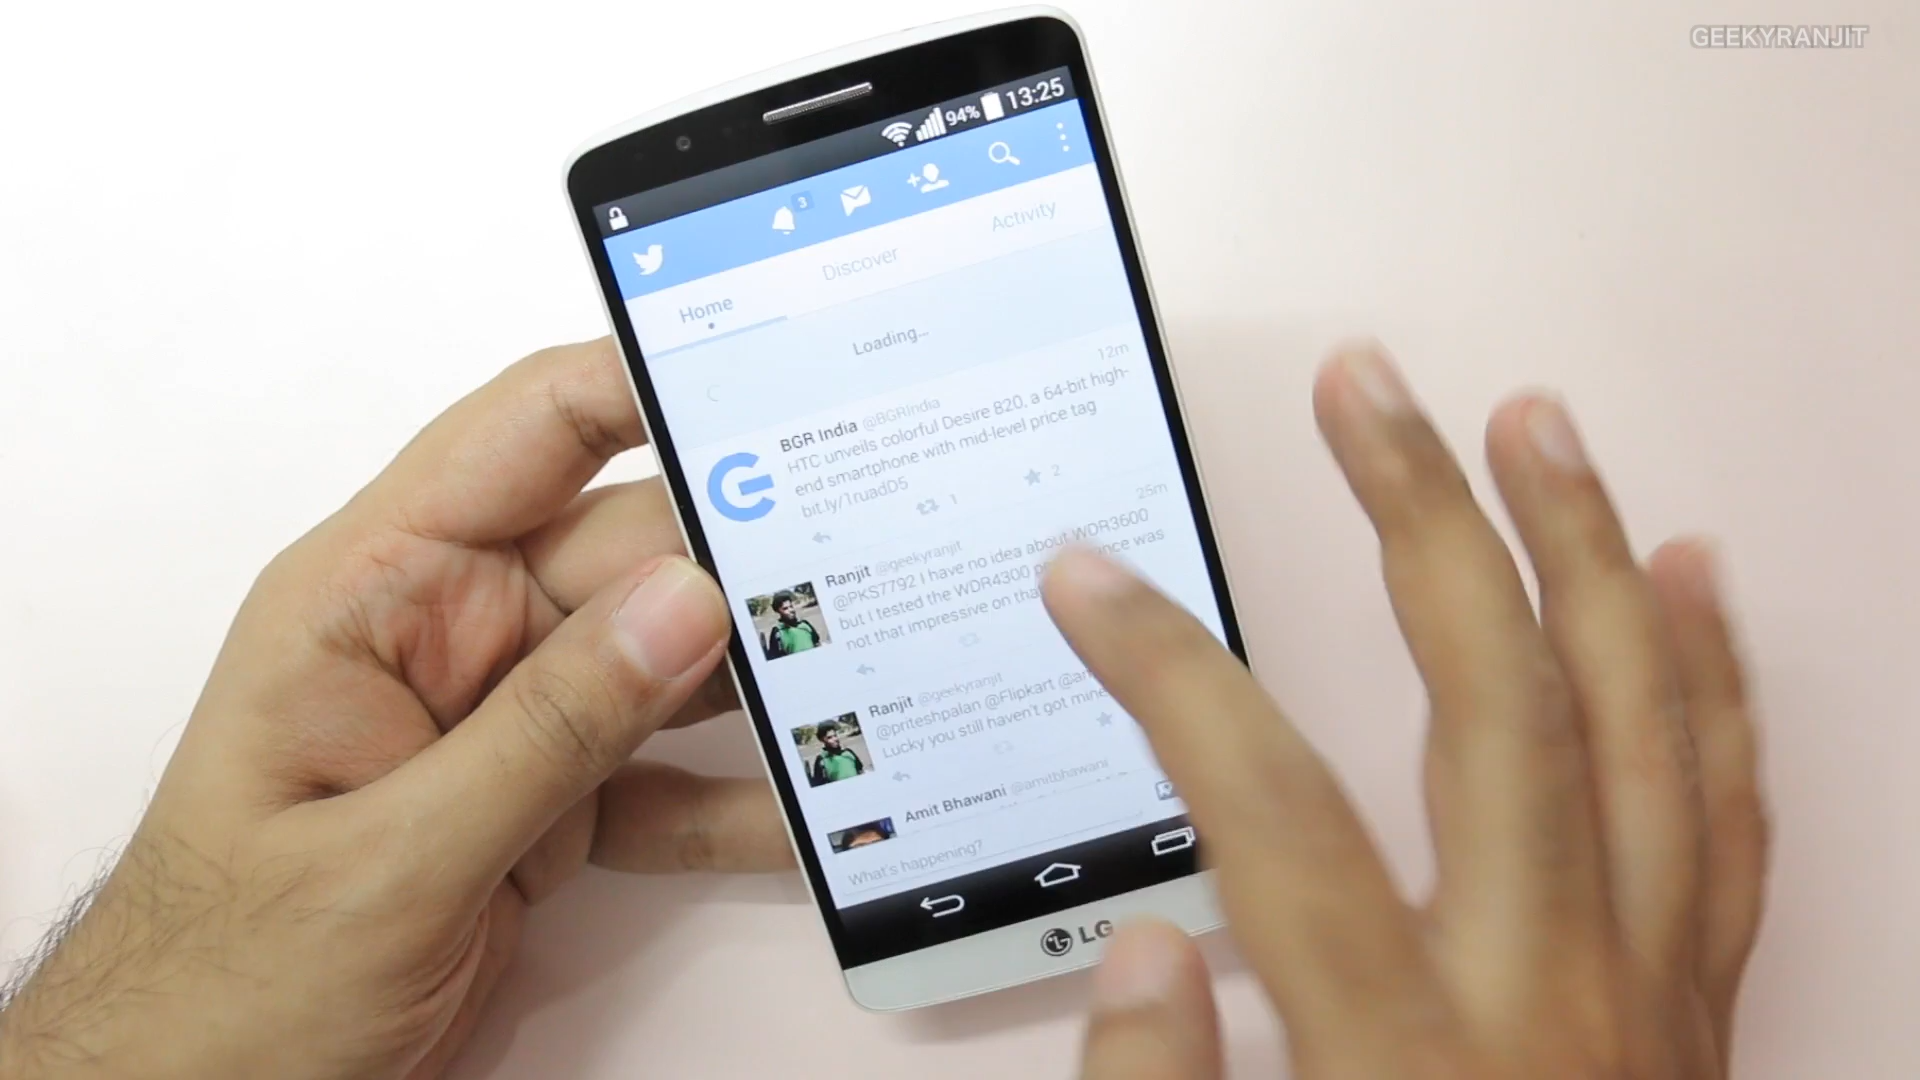 GEEKYRANJIT
94% 13:25
3
Home Discover Activity
Loading...
12m
BGR India @BGRIndia
HTC unveils colorful Desire 820, a 64-bit high-
end smartphone with mid-level price tag
bit.ly/1ruadD5
1 2
25m
Ranjit @geekyranjit
@PKS7792 I have no idea about WDR3600
but I tested the WDR4300 was
not that impressive on
Ranjit @geekyranjit
@priteshpalan @Flipkart
Lucky you still haven't got mine
Amit Bhawani @amitbhawani
What's happening?
LG